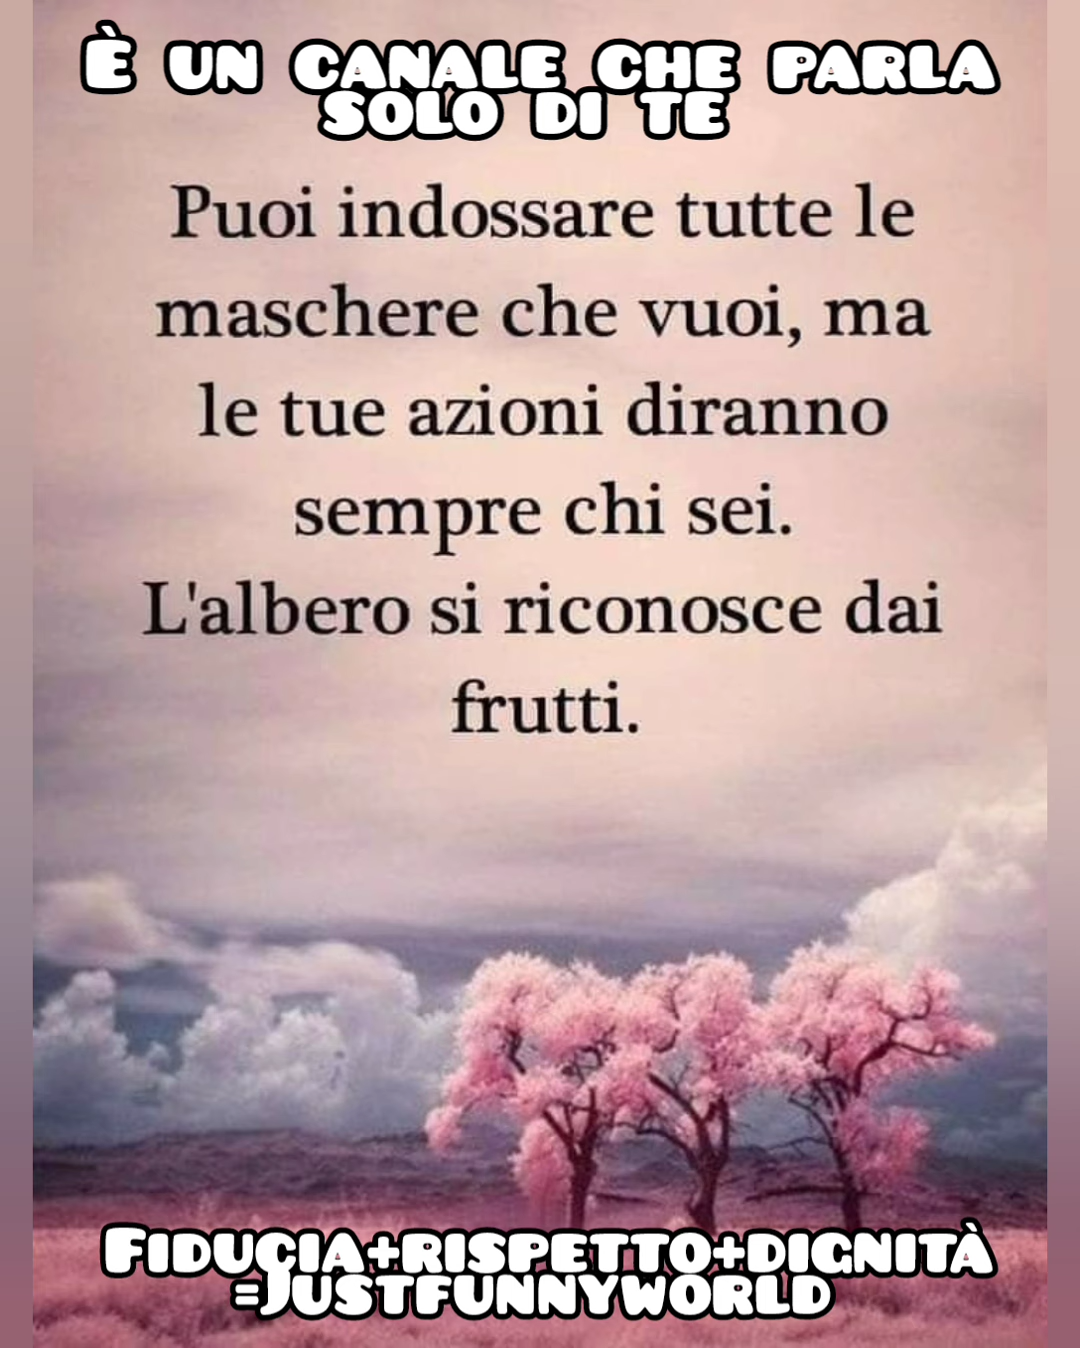 È UN CANALE CHE PARLA
SOLO DI TE
Puoi indossare tutte le
maschere che vuoi, ma
le tue azioni diranno
sempre chi sei.
L'albero si riconosce dai
frutti.
FIDUCIA+RISPETTO+DIGNITÀ
=JUSTFUNNYWORLD